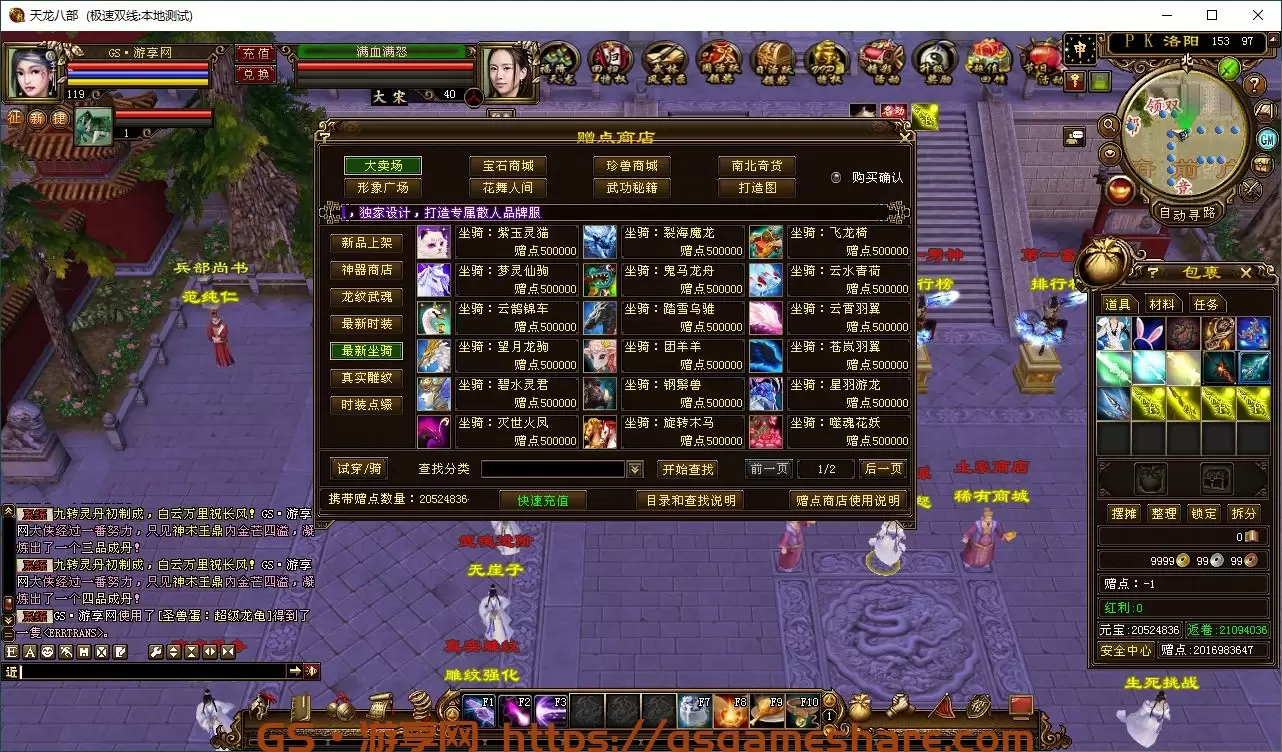 天龙八部 (极速双线:本地测试)
GS·游享网
充值
兑换
119
满血满怒
大宋
40
PK 洛阳 153 97
申
北
征
新
捷
1
GM
自动寻路
兵部尚书
范纯仁
赠点商店
大卖场
宝石商城
珍兽商城
南北奇货
形象广场
花舞人间
武功秘籍
打造图
购买确认
，独家设计，打造专属散人品牌服
新品上架
神器商店
龙纹武魂
最新时装
最新坐骑
真实雕纹
时装点缀
坐骑：紫玉灵猫
赠点500000
坐骑：裂海魔龙
赠点500000
坐骑：飞龙椅
赠点500000
坐骑：梦灵仙驹
赠点500000
坐骑：鬼马龙舟
赠点500000
坐骑：云水青荷
赠点500000
坐骑：云鹄锦车
赠点500000
坐骑：踏雪乌骓
赠点500000
坐骑：云霄羽翼
赠点500000
坐骑：望月龙驹
赠点500000
坐骑：团羊羊
赠点500000
坐骑：苍岚羽翼
赠点500000
坐骑：碧水灵君
赠点500000
坐骑：钢鬃兽
赠点500000
坐骑：星羽游龙
赠点500000
坐骑：灭世火凤
赠点500000
坐骑：旋转木马
赠点500000
坐骑：噬魂花妖
赠点500000
试穿/骑
查找分类
开始查找
前一页
1/2
后一页
携带赠点数量：20524836
快速充值
目录和查找说明
赠点商店使用说明
包裹
道具
材料
任务
摆摊
整理
锁定
拆分
0
9999
99
99
赠点：-1
红利:0
元宝:20524836
返卷:21094036
安全中心
赠点:2016983647
行榜
排行榜
土豪商店
稀有商城
武魂进阶
无崖子
真实雕纹
雕纹强化
生死挑战
九转灵丹初制成，白云万里祝长风！GS·游享
网大侠经过一番努力，只见神木王鼎内金芒四溢，凝
炼出了一个三品成丹！
九转灵丹初制成，白云万里祝长风！GS·游享
网大侠经过一番努力，只见神木王鼎内金芒四溢，凝
炼出了一个四品成丹！
GS·游享网使用了[圣兽蛋：超级龙龟]得到了
一隻<ERRTRANS>。
近
F1
F2
F3
F7
F8
F9
F10
1
GS·游享网 https://gsdameshare.com